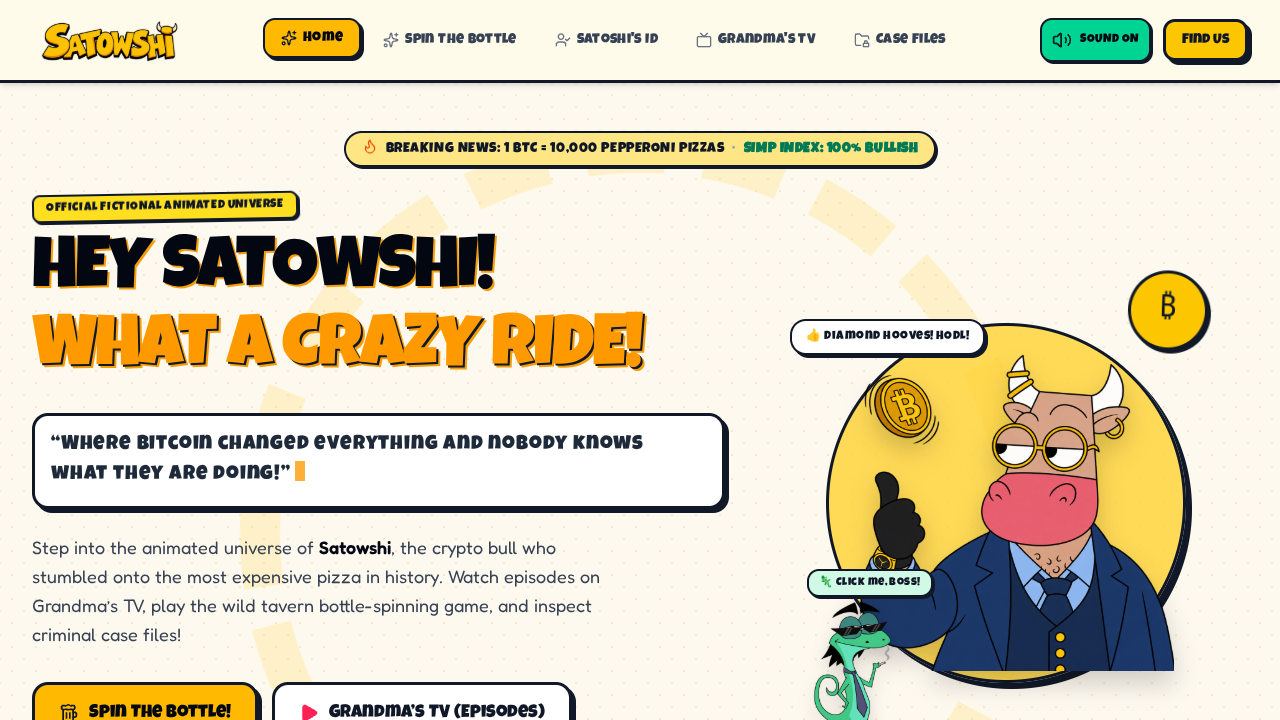 SATOWSHI
Home
Spin the Bottle
Satoshi's ID
Grandma's TV
Case Files
SOUND ON
Find Us
BREAKING NEWS: 1 BTC = 10,000 PEPPERONI PIZZAS · SIMP INDEX: 100% BULLISH
OFFICIAL FICTIONAL ANIMATED UNIVERSE
HEY SATOWSHI!
WHAT A CRAZY RIDE!
“Where Bitcoin changed everything and nobody knows
what they are doing!”
👍 Diamond Hooves! HODL!
₿
₿
Step into the animated universe of Satowshi, the crypto bull who
stumbled onto the most expensive pizza in history. Watch episodes on
Grandma's TV, play the wild tavern bottle-spinning game, and inspect
criminal case files!
🦎 Click me, Boss!
Spin the Bottle!
Grandma's TV (Episodes)